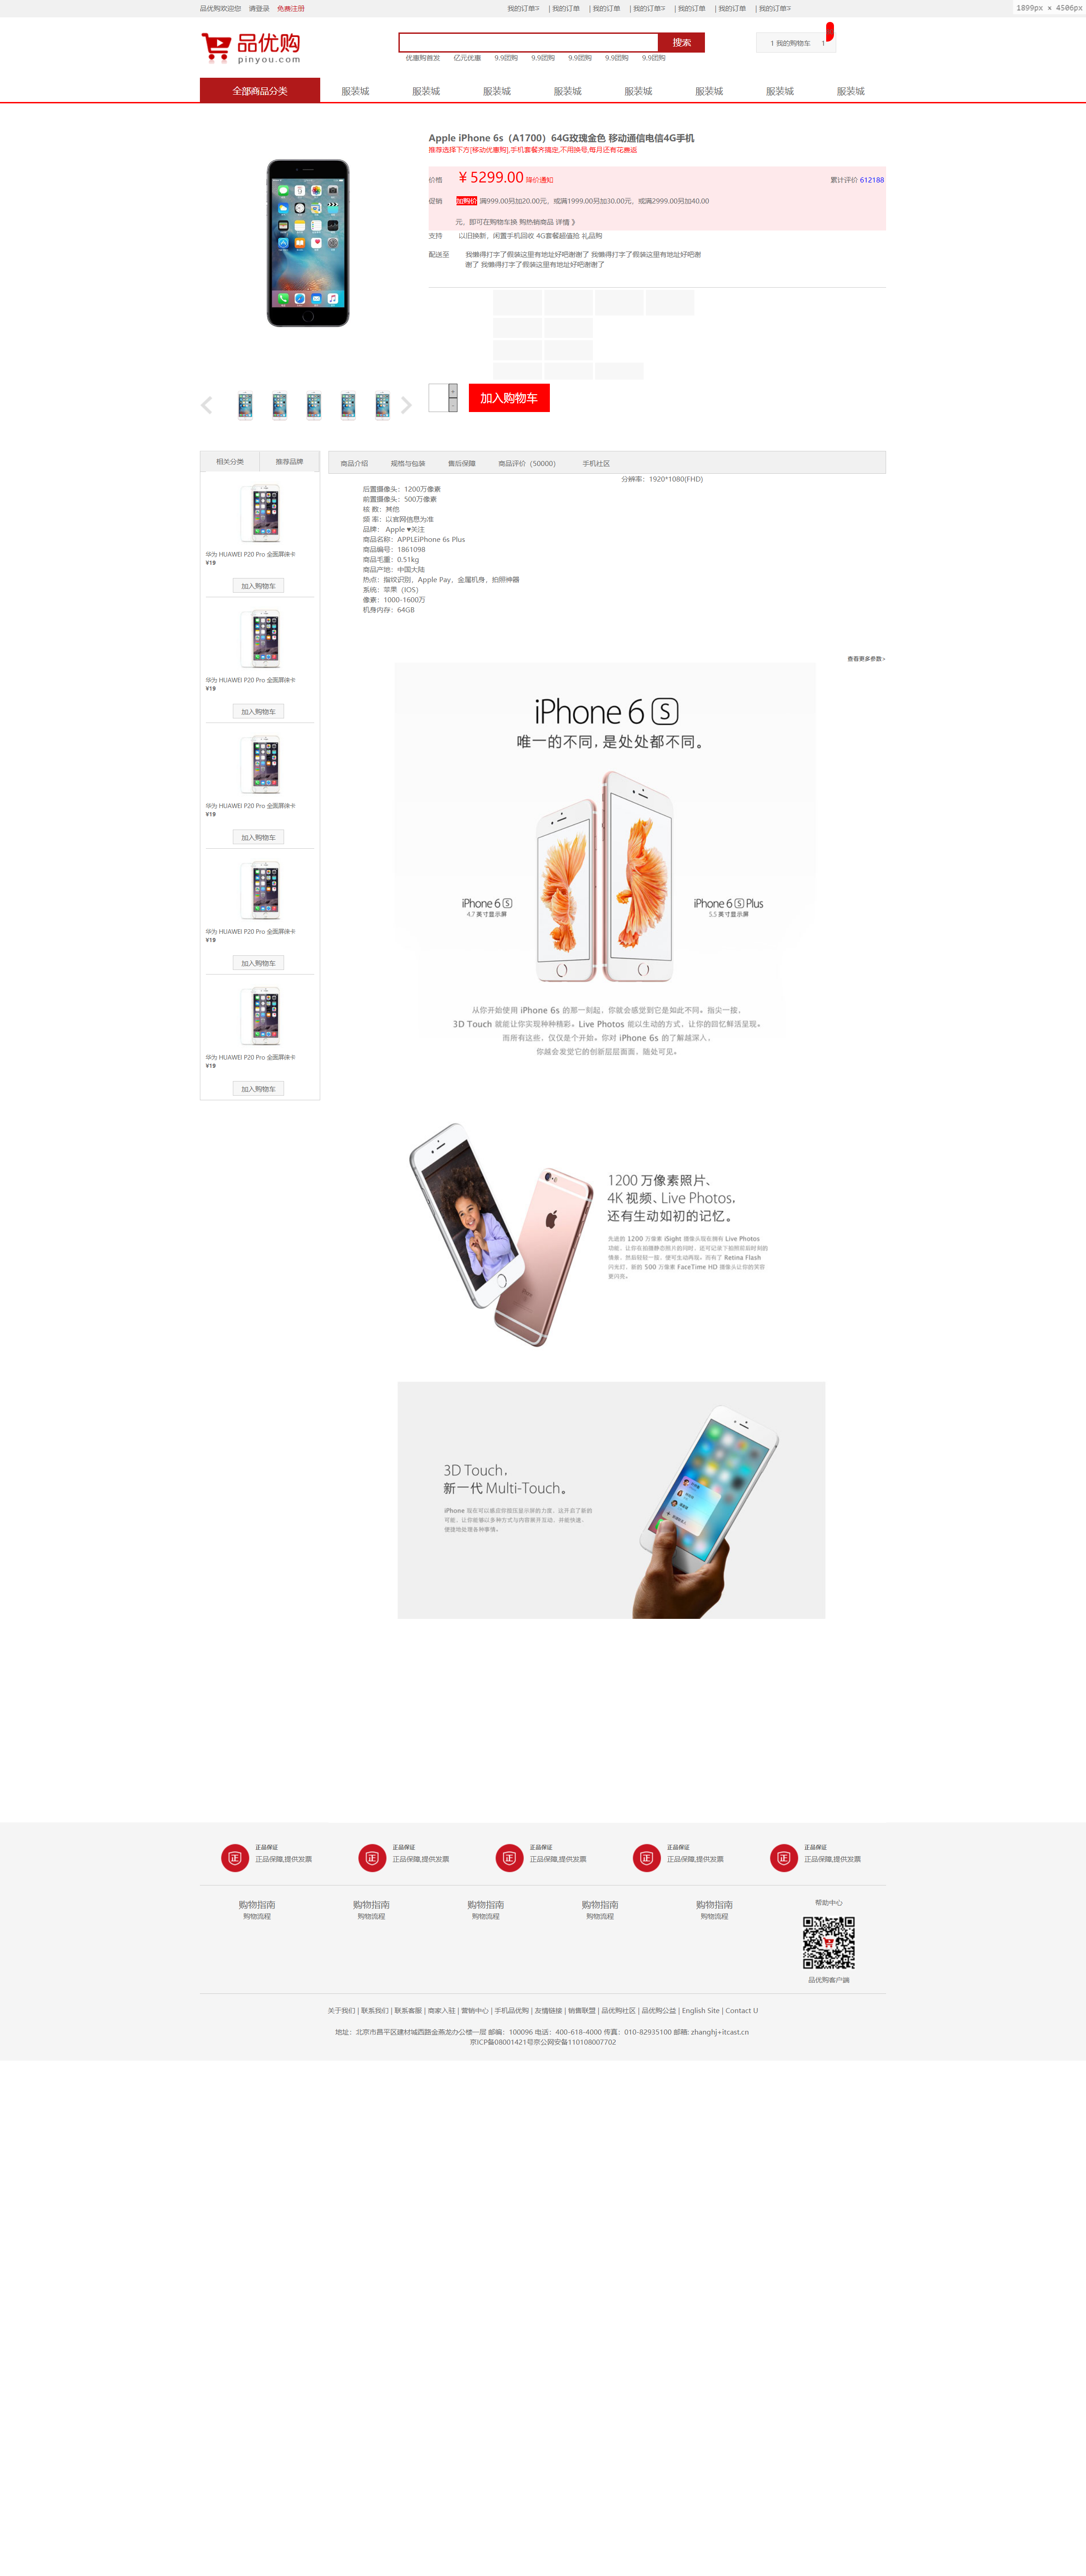 1899px × 4506px
品优购欢迎您 请登录 免费注册 我的订单 | 我的订单 | 我的订单 | 我的订单 | 我的订单 | 我的订单 | 我的订单
品优购
pinyou.com
搜索
1 我的购物车 1
优惠购首发 亿元优惠 9.9团购 9.9团购 9.9团购 9.9团购 9.9团购
全部商品分类 服装城 服装城 服装城 服装城 服装城 服装城 服装城 服装城
Apple iPhone 6s（A1700）64G玫瑰金色 移动通信电信4G手机
推荐选择下方[移动优惠购],手机套餐齐搞定,不用换号,每月还有花费返
价格 ￥5299.00 降价通知 累计评价 612188
促销 加购价 满999.00另加20.00元，或满1999.00另加30.00元，或满2999.00另加40.00
元，即可在购物车换 购热销商品 详情 》
支持 以旧换新，闲置手机回收 4G套餐超值抢 礼品购
配送至 我懒得打字了假装这里有地址好吧谢谢了 我懒得打字了假装这里有地址好吧谢
谢了 我懒得打字了假装这里有地址好吧谢谢了
+
-
加入购物车
相关分类 推荐品牌
商品介绍 规格与包装 售后保障 商品评价（50000） 手机社区
分辨率：1920*1080(FHD)
后置摄像头：1200万像素
前置摄像头：500万像素
核 数：其他
频 率：以官网信息为准
品牌： Apple ♥关注
商品名称：APPLEiPhone 6s Plus
商品编号：1861098
商品毛重：0.51kg
商品产地：中国大陆
热点：指纹识别，Apple Pay，金属机身，拍照神器
系统：苹果（IOS）
像素：1000-1600万
机身内存：64GB
查看更多参数>
华为 HUAWEI P20 Pro 全面屏徕卡
¥19
加入购物车
华为 HUAWEI P20 Pro 全面屏徕卡
¥19
加入购物车
华为 HUAWEI P20 Pro 全面屏徕卡
¥19
加入购物车
华为 HUAWEI P20 Pro 全面屏徕卡
¥19
加入购物车
华为 HUAWEI P20 Pro 全面屏徕卡
¥19
加入购物车
iPhone 6 S
唯一的不同，是处处都不同。
iPhone 6 S
4.7 英寸显示屏
iPhone 6 S Plus
5.5 英寸显示屏
从你开始使用 iPhone 6s 的那一刻起，你就会感觉到它是如此不同。指尖一按，
3D Touch 就能让你实现种种精彩。Live Photos 能以生动的方式，让你的回忆鲜活呈现。
而所有这些，仅仅是个开始。你对 iPhone 6s 的了解越深入，
你越会发觉它的创新层层面面，随处可见。
1200 万像素照片、
4K 视频、Live Photos，
还有生动如初的记忆。
先进的 1200 万像素 iSight 摄像头现在拥有 Live Photos
功能，让你在拍摄静态照片的同时，还可记录下拍照前后时刻的
情景，然后轻轻一按，便可生动再现。而有了 Retina Flash
闪光灯，新的 500 万像素 FaceTime HD 摄像头让你的笑容
更闪亮。
3D Touch，
新一代 Multi-Touch。
iPhone 现在可以感应你按压显示屏的力度，这开启了新的
可能，让你能够以多种方式与内容展开互动，并能快速、
便捷地处理各种事情。
正品保证 正品保证 正品保证 正品保证 正品保证
正 正品保障,提供发票 正 正品保障,提供发票 正 正品保障,提供发票 正 正品保障,提供发票 正 正品保障,提供发票
购物指南 购物指南 购物指南 购物指南 购物指南 帮助中心
购物流程 购物流程 购物流程 购物流程 购物流程
品优购客户端
关于我们 | 联系我们 | 联系客服 | 商家入驻 | 营销中心 | 手机品优购 | 友情链接 | 销售联盟 | 品优购社区 | 品优购公益 | English Site | Contact U
地址：北京市昌平区建材城西路金燕龙办公楼一层 邮编：100096 电话：400-618-4000 传真：010-82935100 邮箱: zhanghj+itcast.cn
京ICP备08001421号京公网安备110108007702